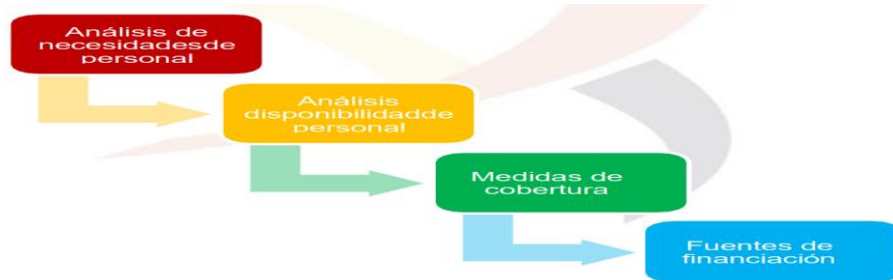 Análisis de
necesidadesde
personal
Análisis
disponibilidadde
personal
Medidas de
cobertura
Fuentes de
financiación